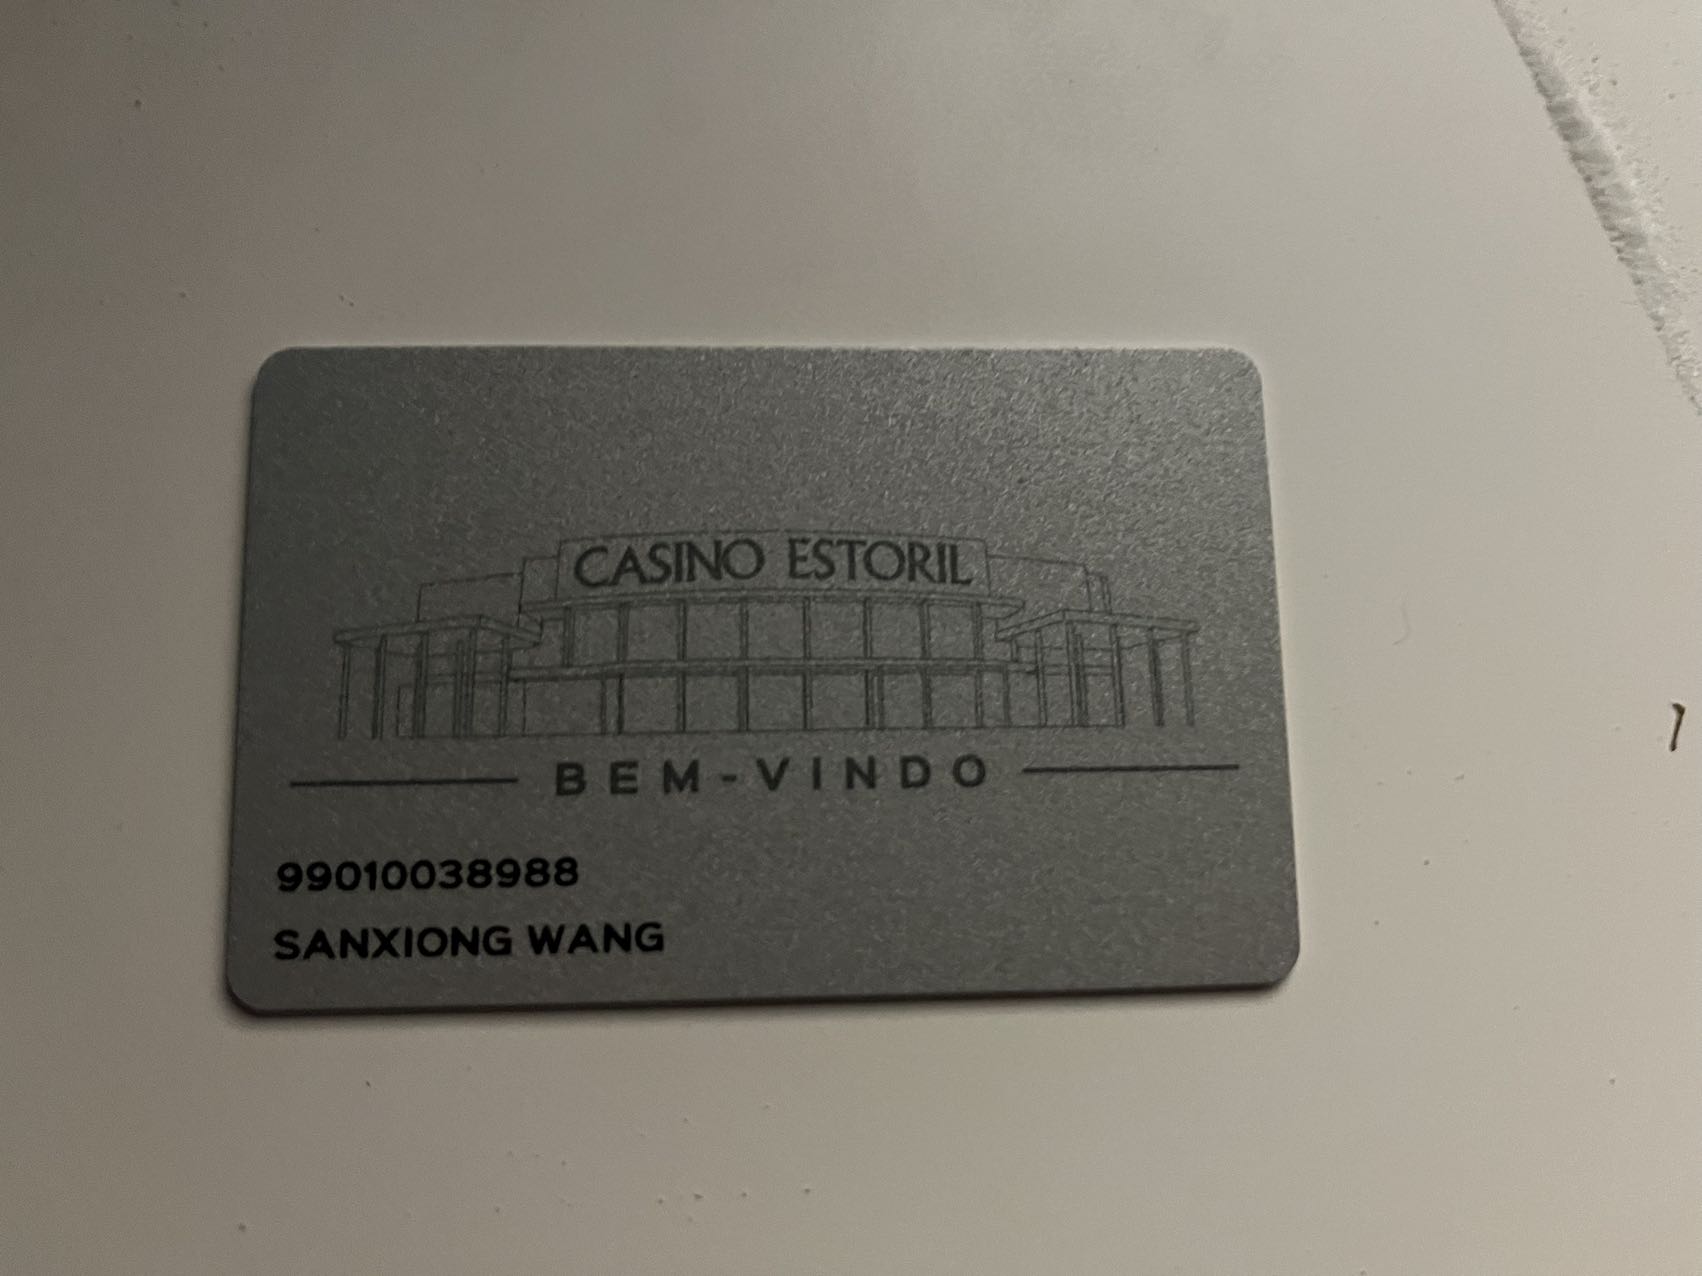 CASINO ESTORIL
BEM-VINDO
99010038988
SANXIONG WANG